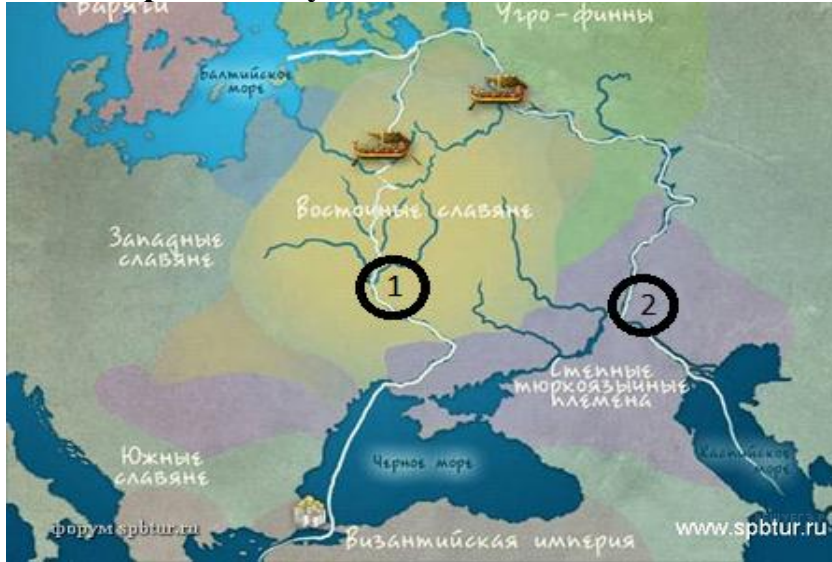 Варяги
Угро-финны
Балтийское
море
Восточные славяне
Западные
славяне
1
2
Степные
тюркоязычные
племена
Южные
славяне
Черное море
Каспийское
море
форум spbtur.ru
www.spbtur.ru
Византийская империя